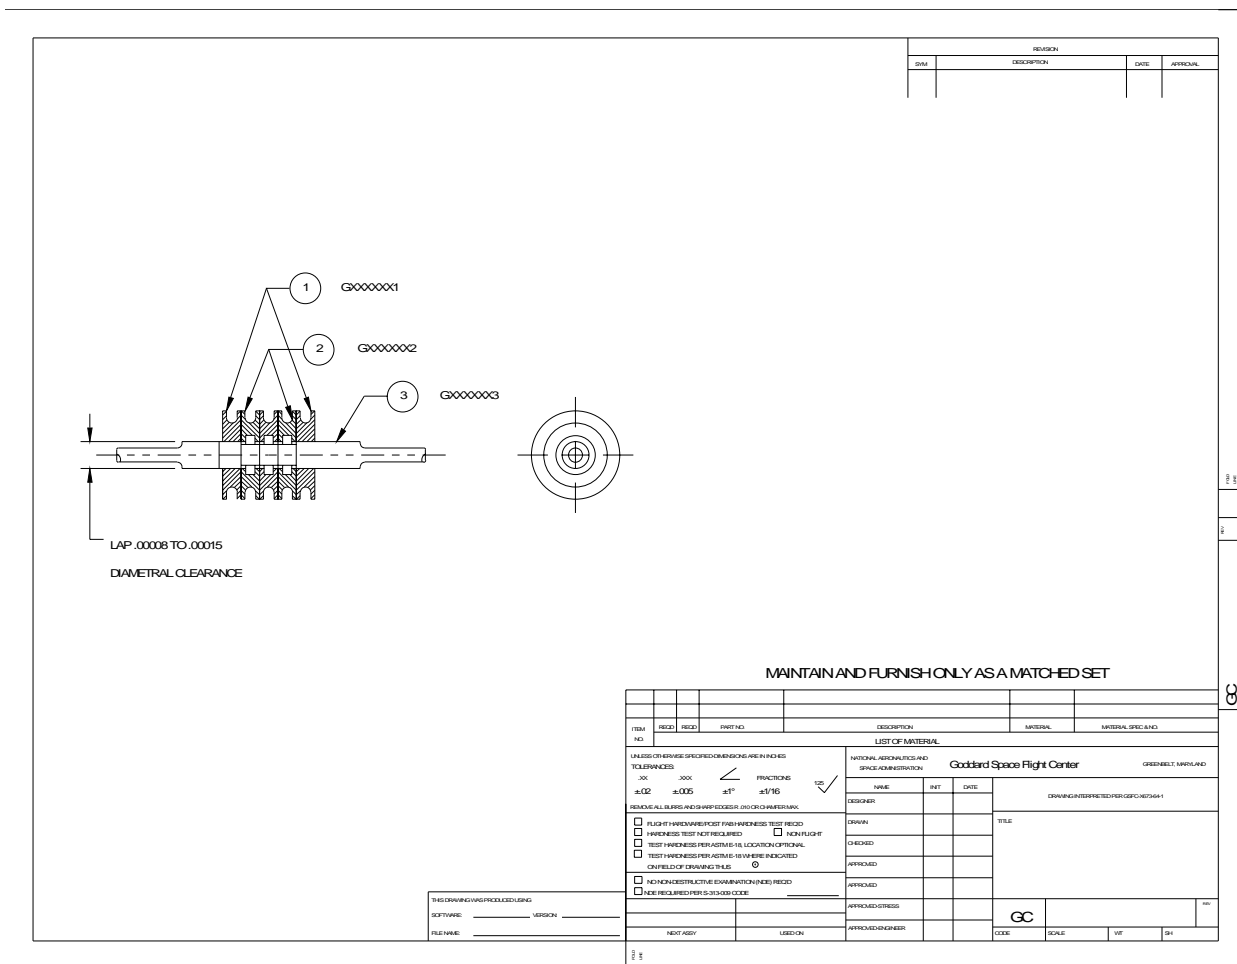 REVISION
SYM DESCRIPTION DATE APPROVAL
1 GXXXXXX1
2 GXXXXXX2
3 GXXXXXX3
LAP .00008 TO .00015
DIAMETRAL CLEARANCE
FOLD
LINE
REV
GC
MAINTAIN AND FURNISH ONLY AS A MATCHED SET
ITEM
NO.
REQD REQD PART NO. DESCRIPTION MATERIAL MATERIAL SPEC & NO.
LIST OF MATERIAL
UNLESS OTHERWISE SPECIFIED-DIMENSIONS ARE IN INCHES
TOLERANCES:
.XX .XXX FRACTIONS
±.02 ±.005 ±1° ±1/16
125
REMOVE ALL BURRS AND SHARP EDGES R .010 OR CHAMFER MAX.
FLIGHT HARDWARE/POST FAB HARDNESS TEST REQ'D
HARDNESS TEST NOT REQUIRED NON FLIGHT
TEST HARDNESS PER ASTM E-18, LOCATION OPTIONAL
TEST HARDNESS PER ASTM E-18 WHERE INDICATED
ON FIELD OF DRAWING THUS
NO NON-DESTRUCTIVE EXAMINATION (NDE) REQ'D
NDE REQUIRED PER S-313-009 CODE
NEXT ASSY USED ON
NATIONAL AERONAUTICS AND
SPACE ADMINISTRATION
Goddard Space Flight Center
GREENBELT, MARYLAND
NAME INIT DATE
DESIGNER
DRAWN
CHECKED
APPROVED
APPROVED
APPROVED-STRESS
APPROVED-ENGINEER
DRAWING INTERPRETED PER GSFC-X673-64-1
TITLE
GC
REV
CODE SCALE WT SH
THIS DRAWING WAS PRODUCED USING:
SOFTWARE: VERSION:
FILE NAME:
FOLD
LINE